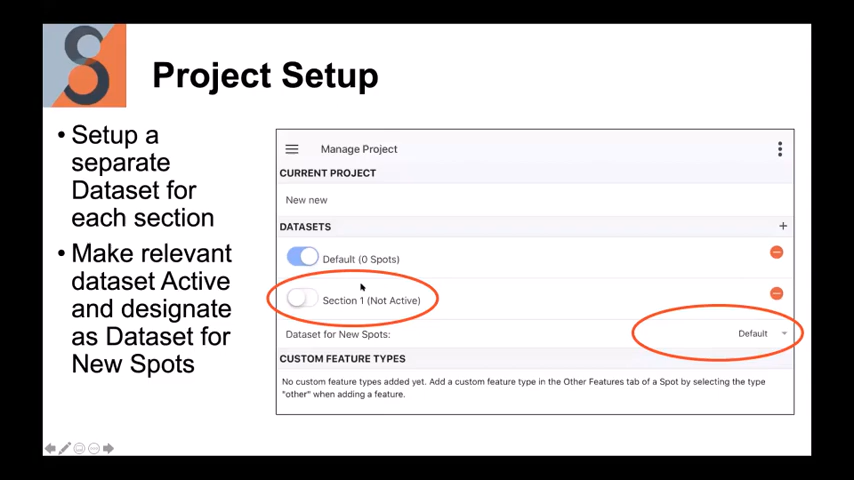 Project Setup
• Setup a
separate
Dataset for
each section
• Make relevant
dataset Active
and designate
as Dataset for
New Spots
Manage Project
CURRENT PROJECT
New new
DATASETS
Default (0 Spots)
Section 1 (Not Active)
Dataset for New Spots:
Default
CUSTOM FEATURE TYPES
No custom feature types added yet. Add a custom feature type in the Other Features tab of a Spot by selecting the type
"other" when adding a feature.